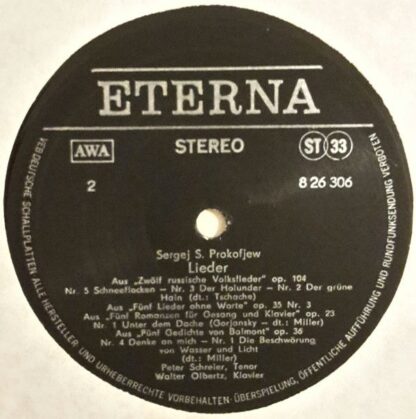 ETERNA
AWA
STEREO
ST 33
2
8 26 306
Sergej S. Prokofjew
Lieder
Aus „Zwölf russische Volkslieder" op. 104
Nr. 5 Schneeflocken – Nr. 3 Der Holunder – Nr. 2 Der grüne
Hain (dt.: Tschache)
Aus „Fünf Lieder ohne Worte" op. 35 Nr. 3
Aus „Fünf Romanzen für Gesang und Klavier" op. 23
Nr. 1 Unter dem Dache (Gorjansky – dt.: Miller)
Aus „Fünf Gedichte von Balmont" op. 36
Nr. 4 Denke an mich – Nr. 1 Die Beschwörung
von Wasser und Licht
(dt.: Miller)
Peter Schreier, Tenor
Walter Olbertz, Klavier
VEB DEUTSCHE SCHALLPLATTEN ALLE HERSTELLER UND URHEBERRECHTE VORBEHALTEN · ÜBERSPIELUNG, ÖFFENTLICHE AUFFÜHRUNG UND RUNDFUNKSENDUNG VERBOTEN